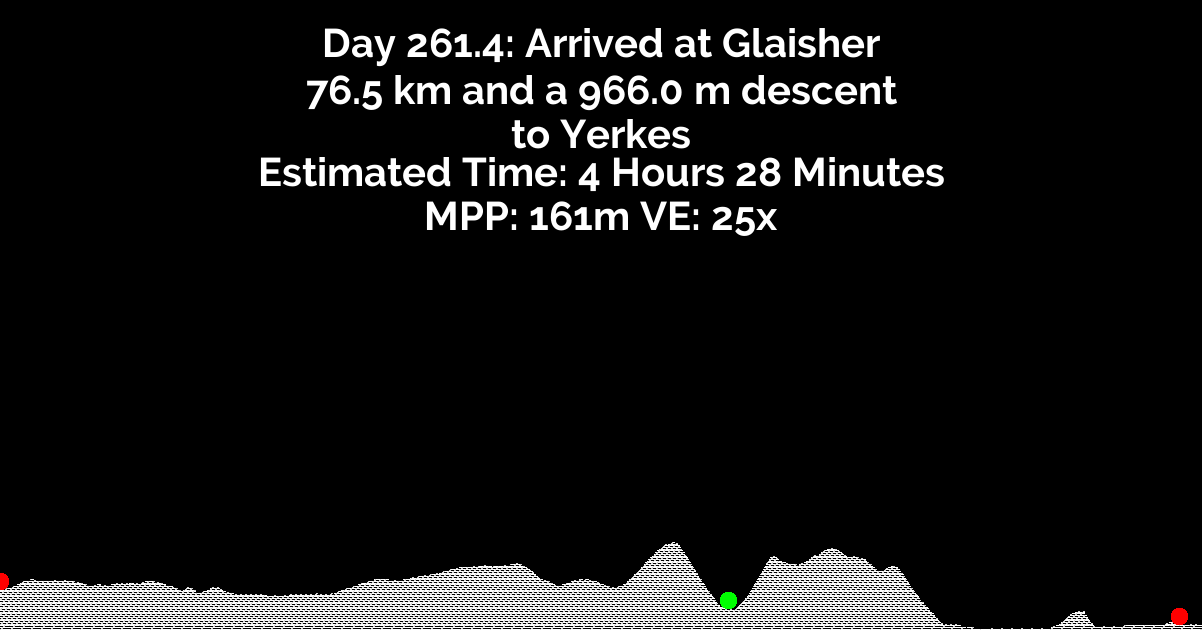 Day 261.4: Arrived at Glaisher
76.5 km and a 966.0 m descent
to Yerkes
Estimated Time: 4 Hours 28 Minutes
MPP: 161m VE: 25x